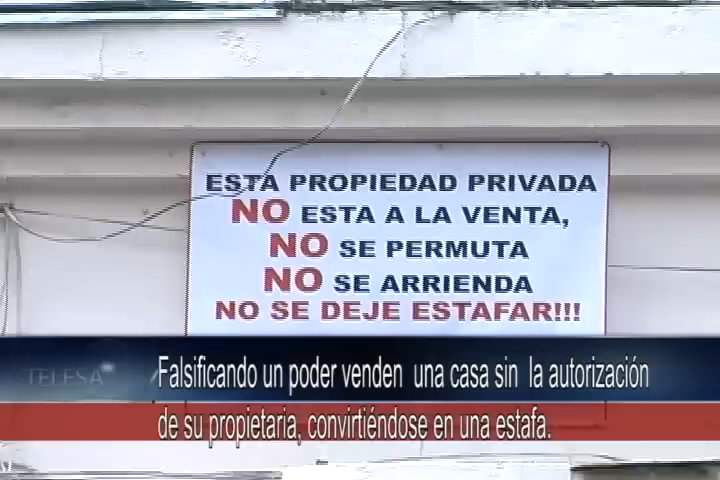 ESTA PROPIEDAD PRIVADA
NO ESTA A LA VENTA,
NO SE PERMUTA
NO SE ARRIENDA
NO SE DEJE ESTAFAR!!!
TELESA
Falsificando un poder venden una casa sin la autorización
de su propietaria, convirtiéndose en una estafa.